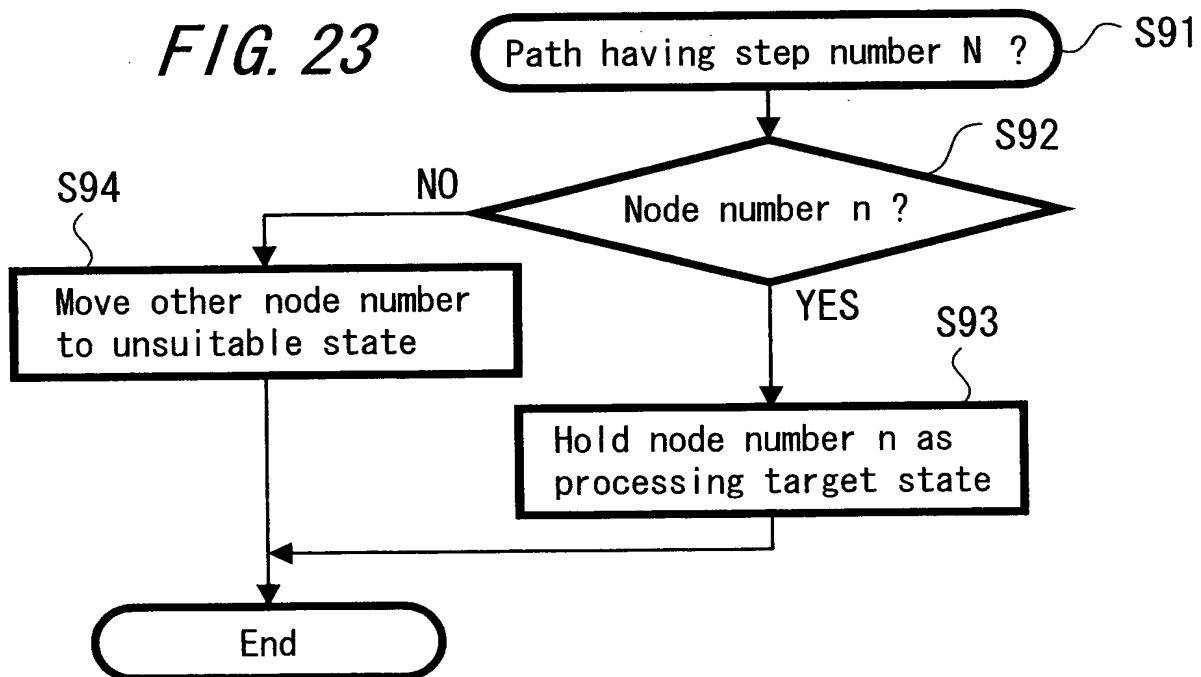 FIG. 23
Path having step number N ?
S91
S92
Node number n ?
NO
S94
YES
Move other node number
to unsuitable state
S93
Hold node number n as
processing target state
End